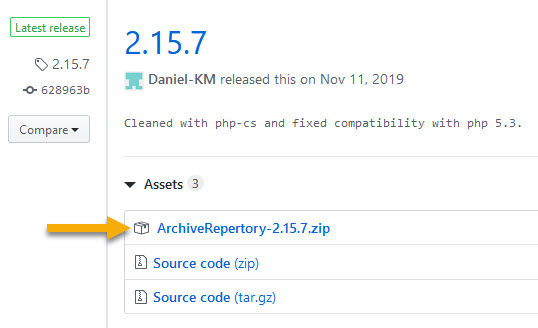 Latest release
2.15.7
628963b
Compare
2.15.7
Daniel-KM released this on Nov 11, 2019
Cleaned with php-cs and fixed compatibility with php 5.3.
Assets 3
ArchiveRepertory-2.15.7.zip
Source code (zip)
Source code (tar.gz)